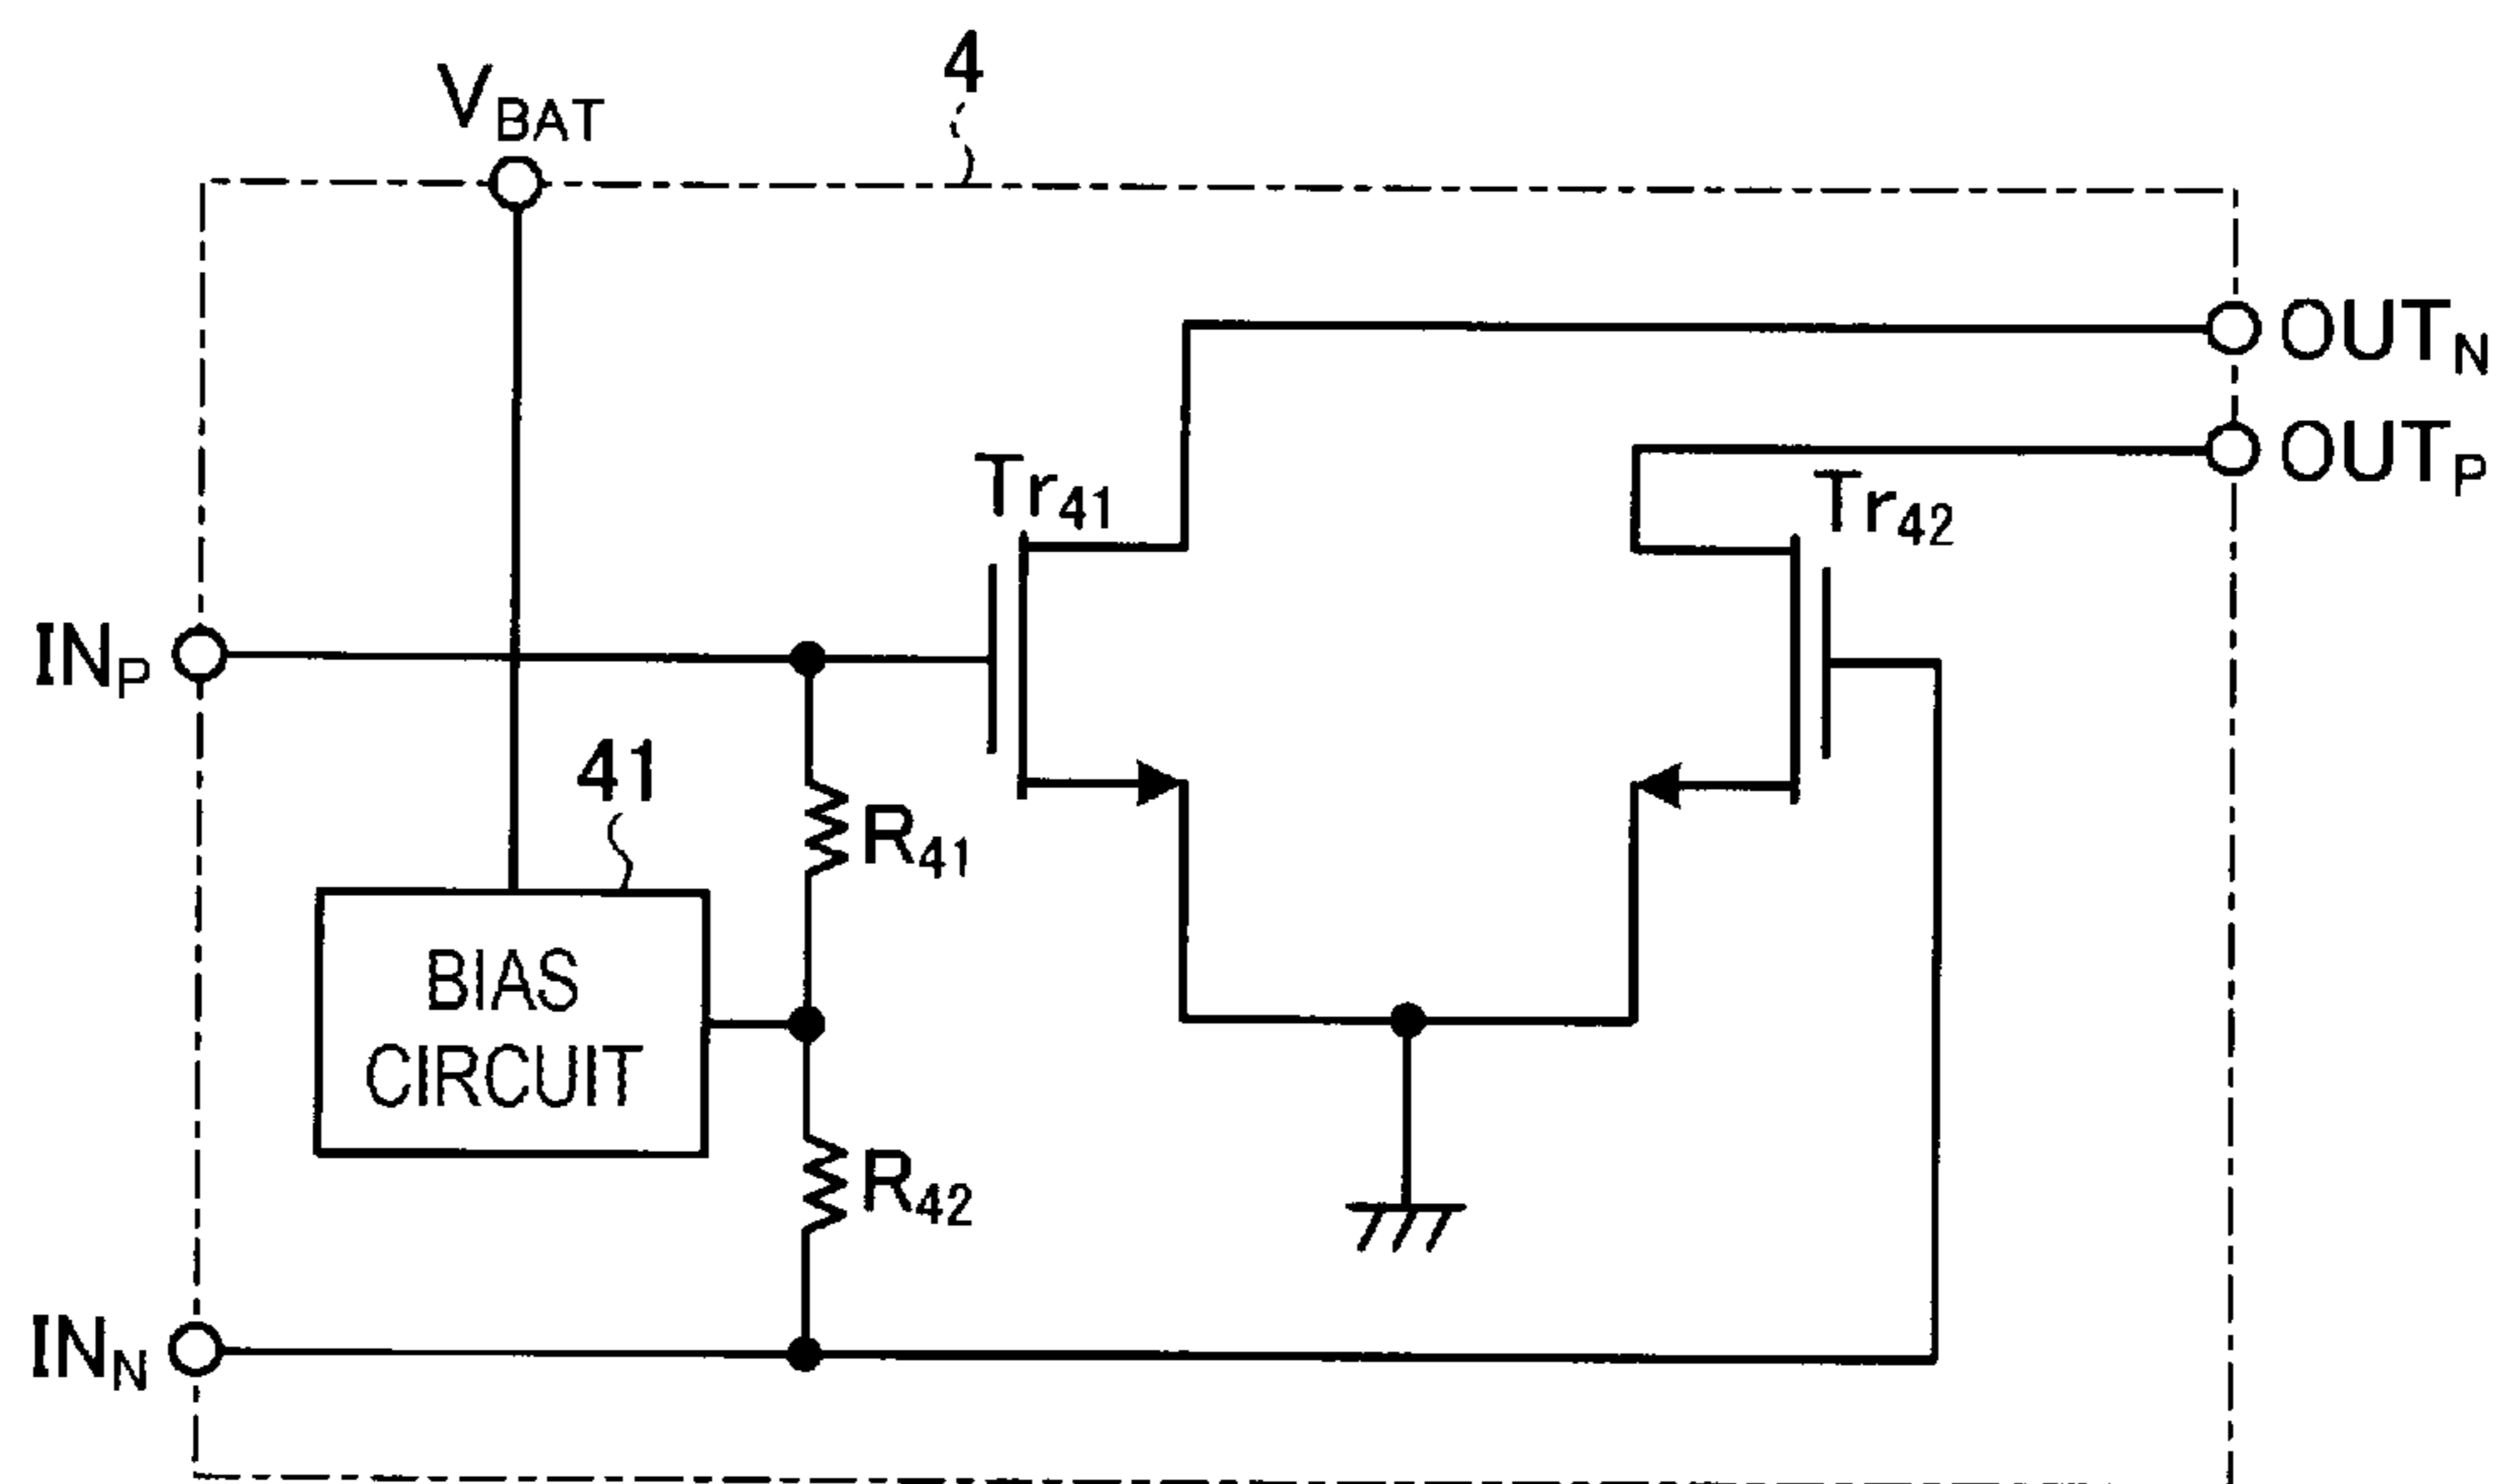 4
VBAT
OUTN
OUTP
Tr41
Tr42
INP
41
R41
BIAS
CIRCUIT
R42
INN